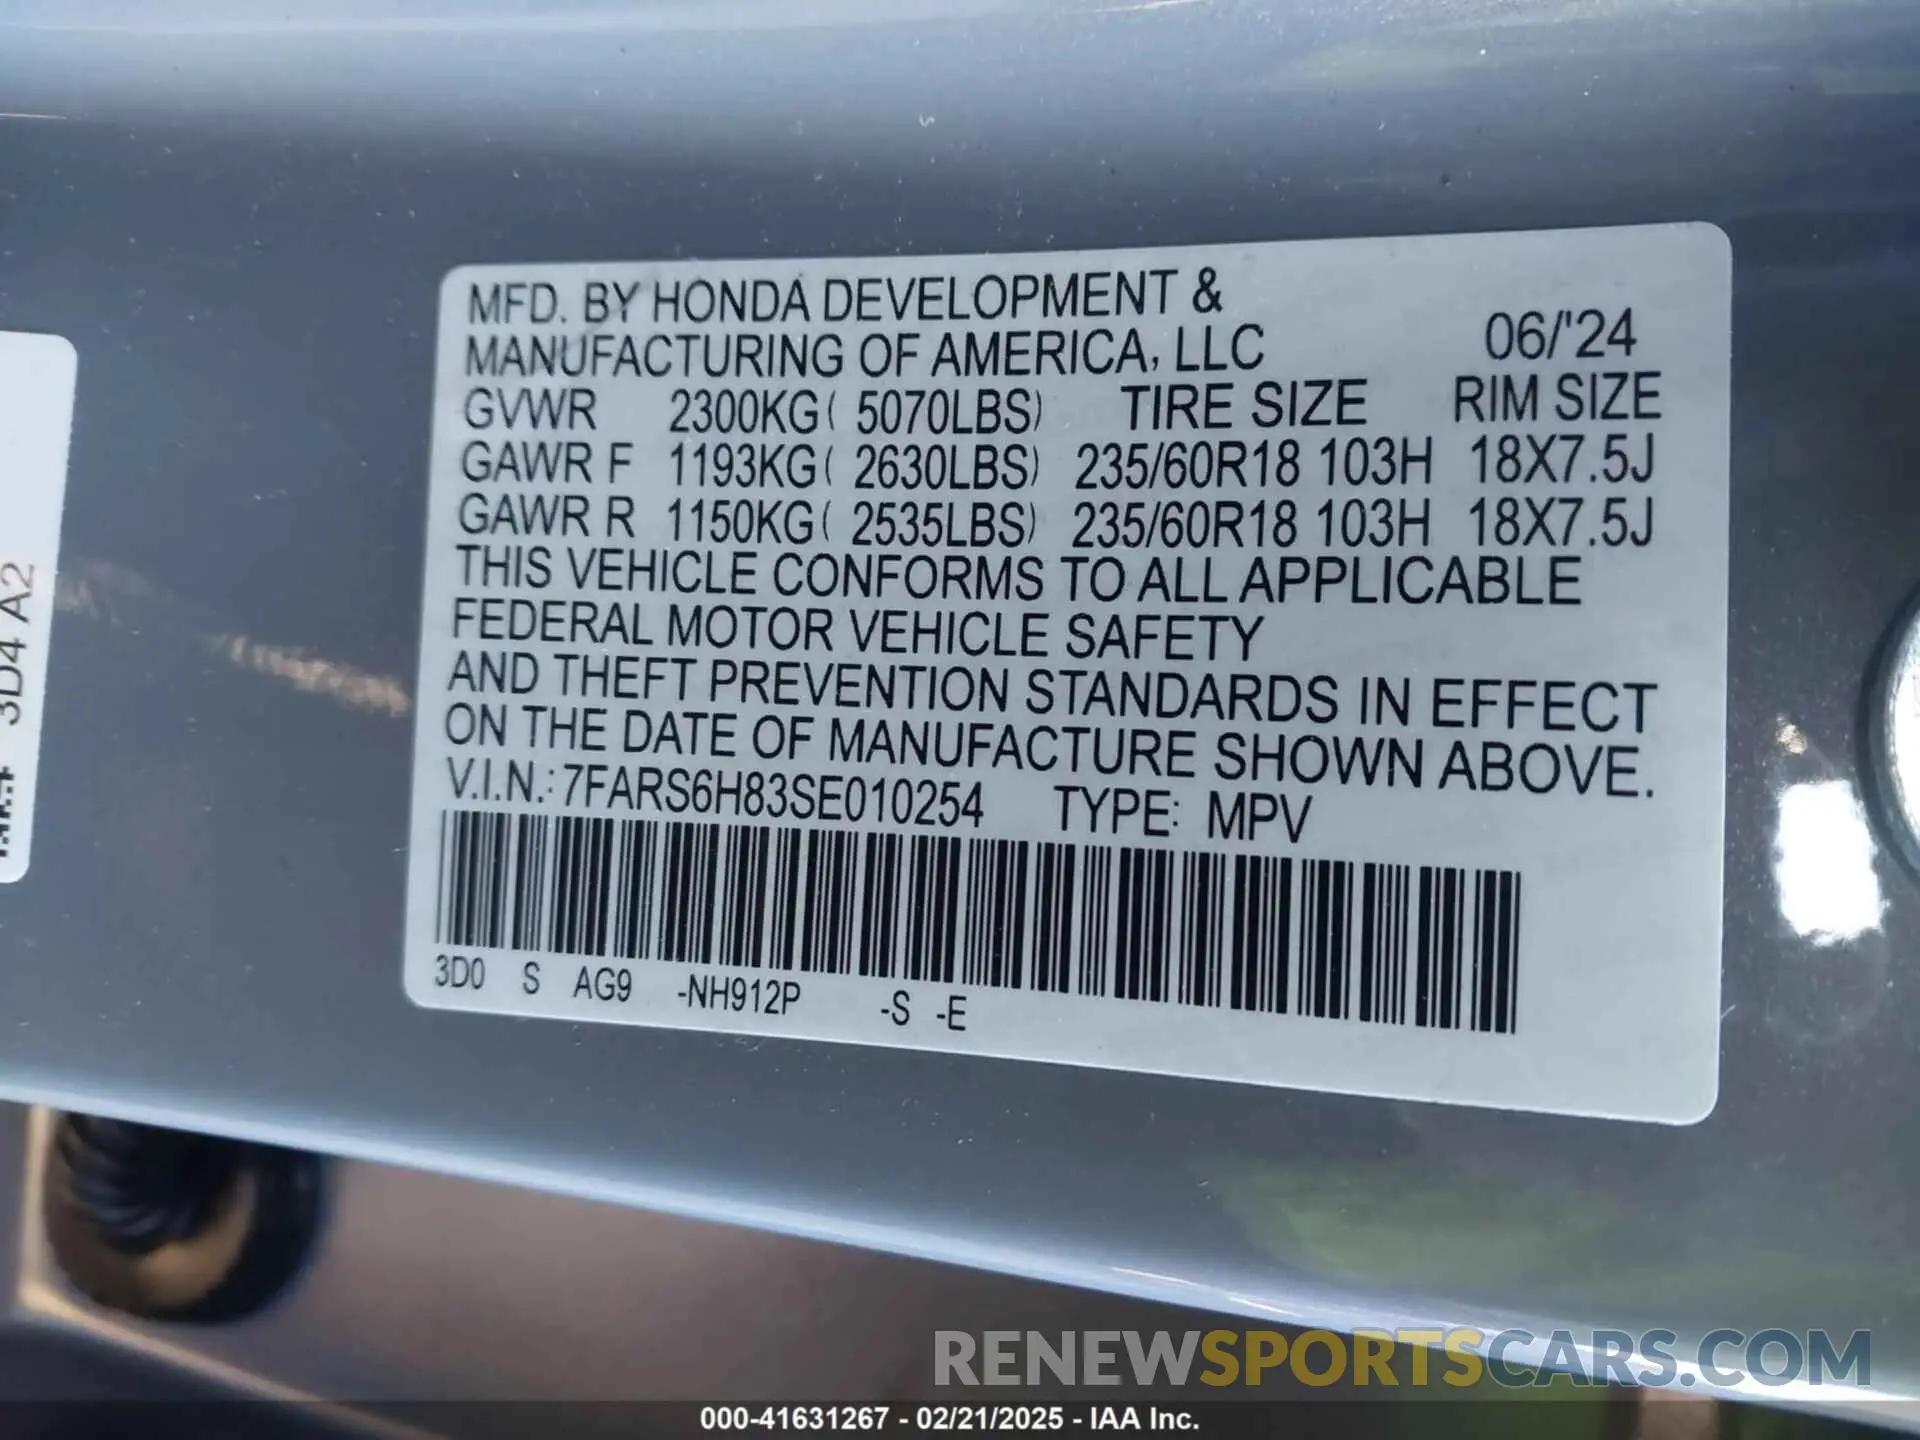 MFD. BY HONDA DEVELOPMENT &
MANUFACTURING OF AMERICA, LLC 06/'24
GVWR 2300KG( 5070LBS) TIRE SIZE RIM SIZE
GAWR F 1193KG( 2630LBS) 235/60R18 103H 18X7.5J
GAWR R 1150KG( 2535LBS) 235/60R18 103H 18X7.5J
THIS VEHICLE CONFORMS TO ALL APPLICABLE
FEDERAL MOTOR VEHICLE SAFETY
AND THEFT PREVENTION STANDARDS IN EFFECT
ON THE DATE OF MANUFACTURE SHOWN ABOVE.
V.I.N.: 7FARS6H83SE010254 TYPE: MPV
3D0 S AG9 -NH912P -S -E
3D4 A2
RENEWSPORTSCARS.COM
000-41631267 - 02/21/2025 - IAA Inc.